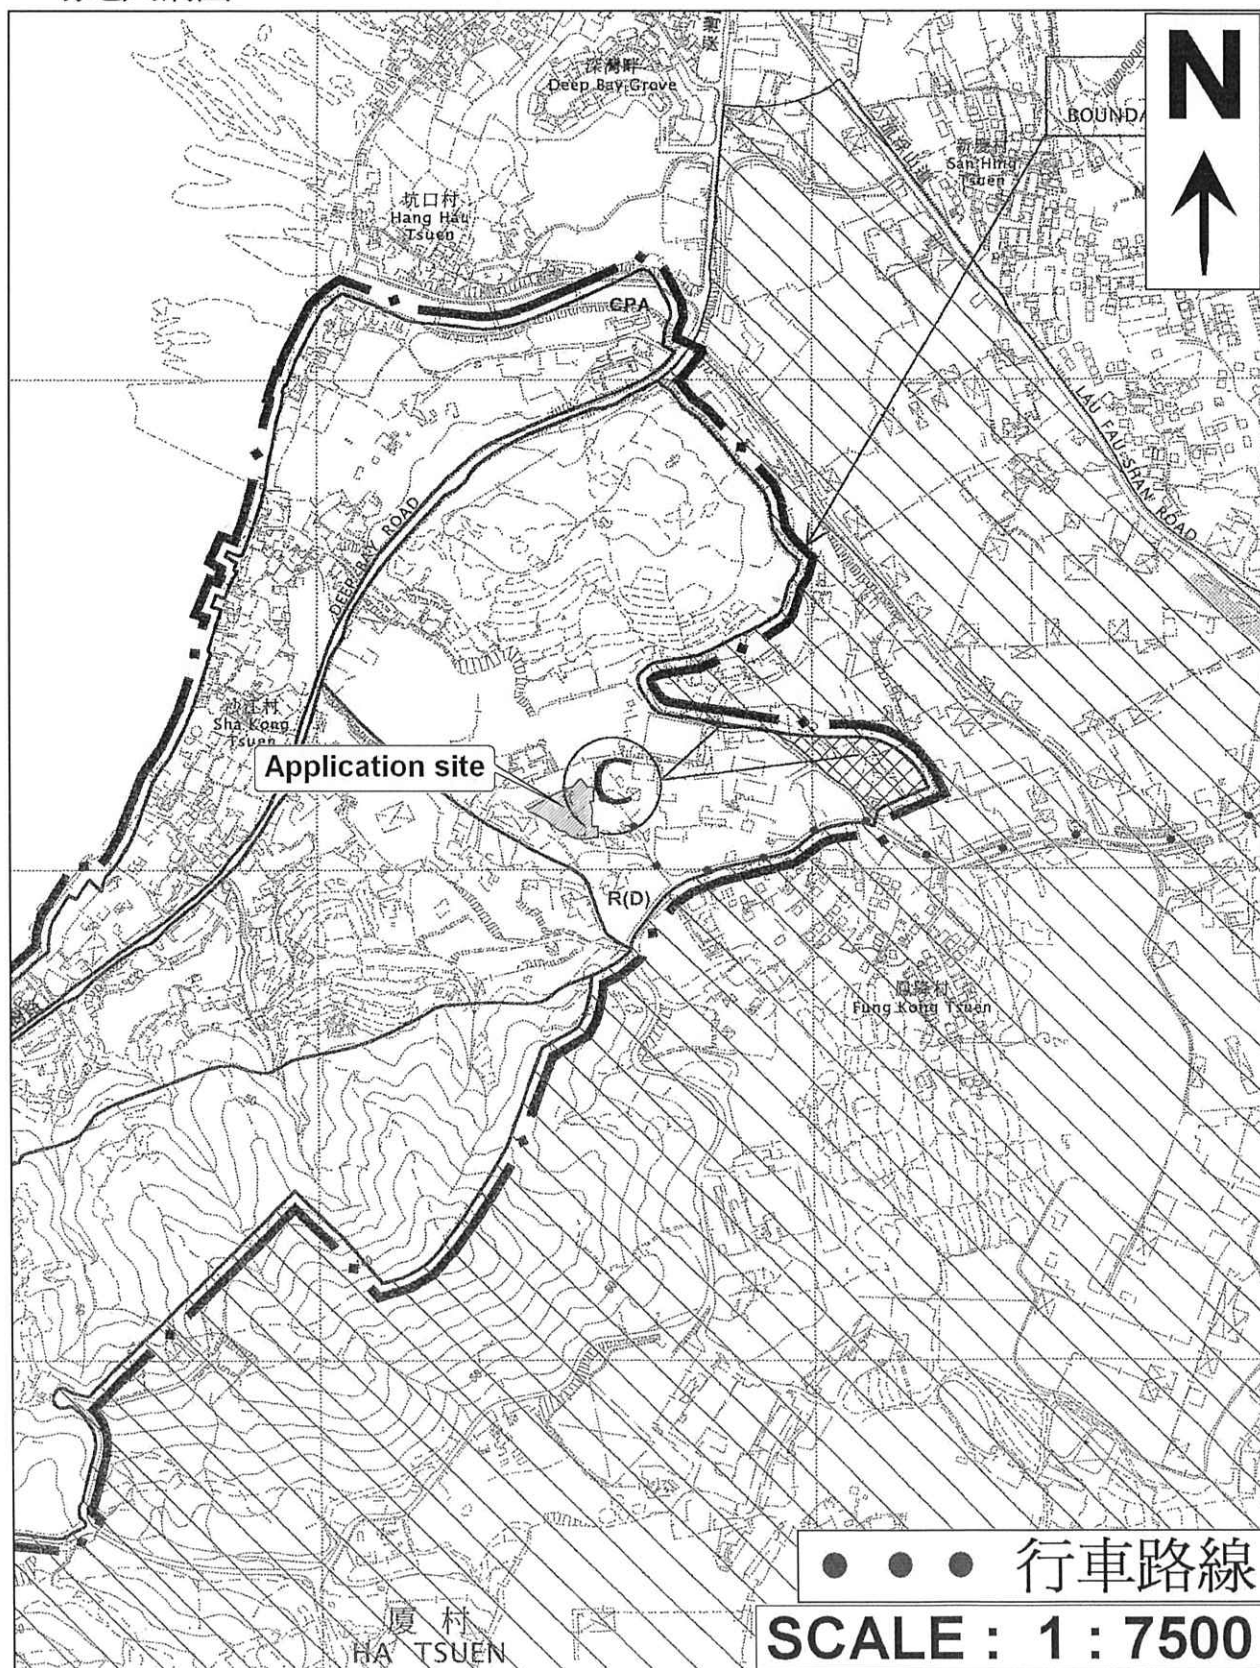 深灣畔
Deep Bay Grove
N
BOUNDA
新慶村
San Hing
Tsuen
坑口村
Hang Hau
Tsuen
CPA
LAU FAU SHAN ROAD
DEEP BAY ROAD
沙江村
Sha Kong
Tsuen
Application site
C
R(D)
鳳降村
Fung Kong Tsuen
行車路線
SCALE : 1 : 7500
厦村
HA TSUEN